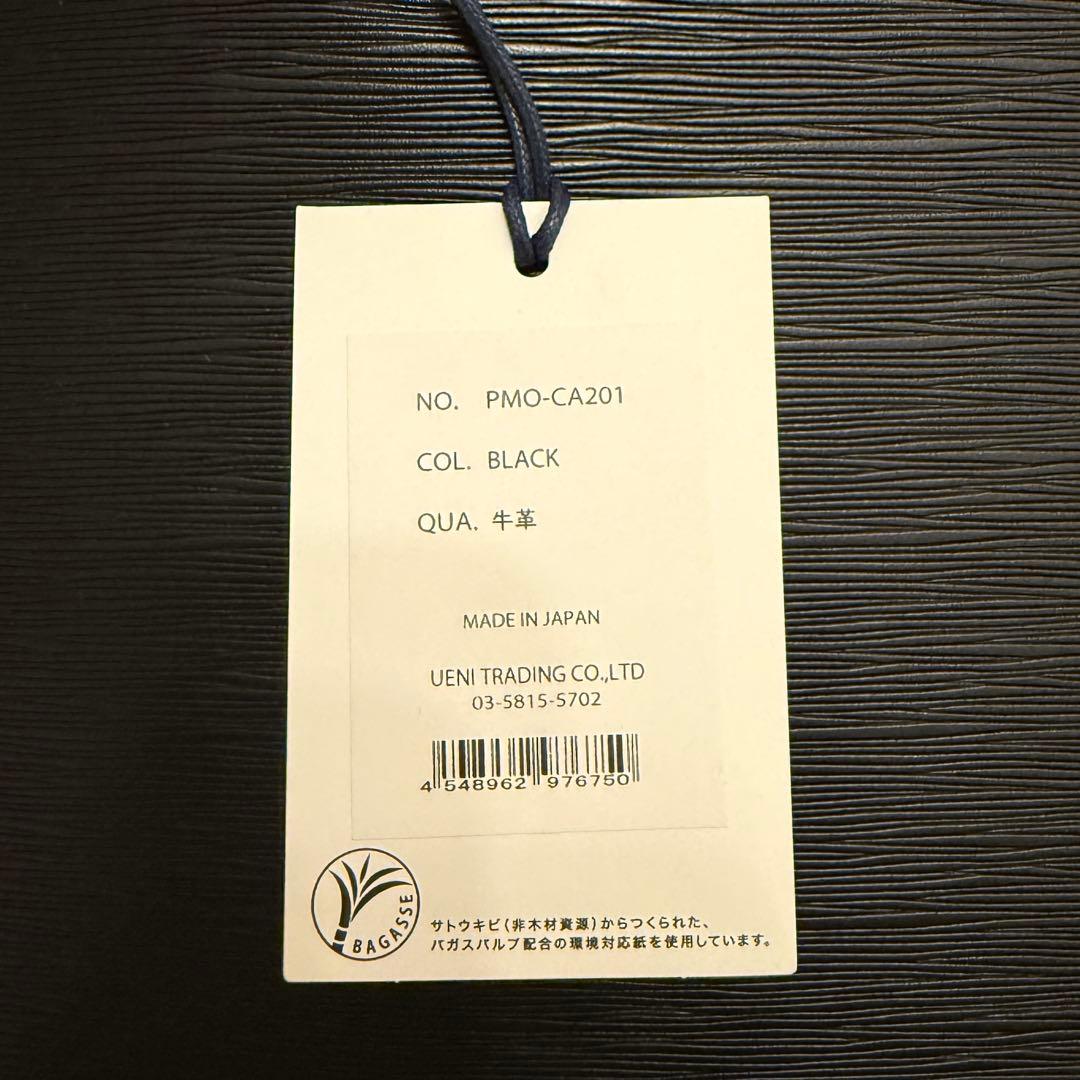 NO. PMO-CA201
COL. BLACK
QUA. 牛革
MADE IN JAPAN
UENI TRADING CO.,LTD
03-5815-5702
4 548962 976750
BAGASSE
サトウキビ(非木材資源)からつくられた、
バガスパルプ配合の環境対応紙を使用しています。